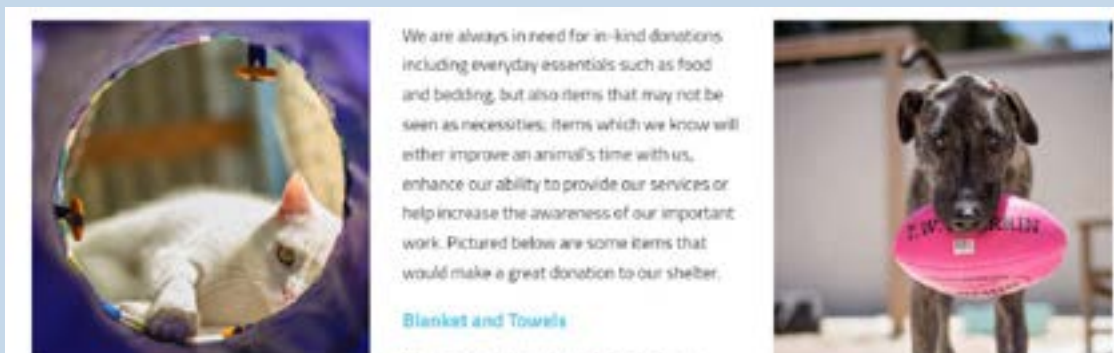 We are always in need for in-kind donations
including everyday essentials such as food
and bedding, but also items that may not be
seen as necessities; items which we know will
either improve an animal's time with us,
enhance our ability to provide our services or
help increase the awareness of our important
work. Pictured below are some items that
would make a great donation to our shelter.
Blanket and Towels